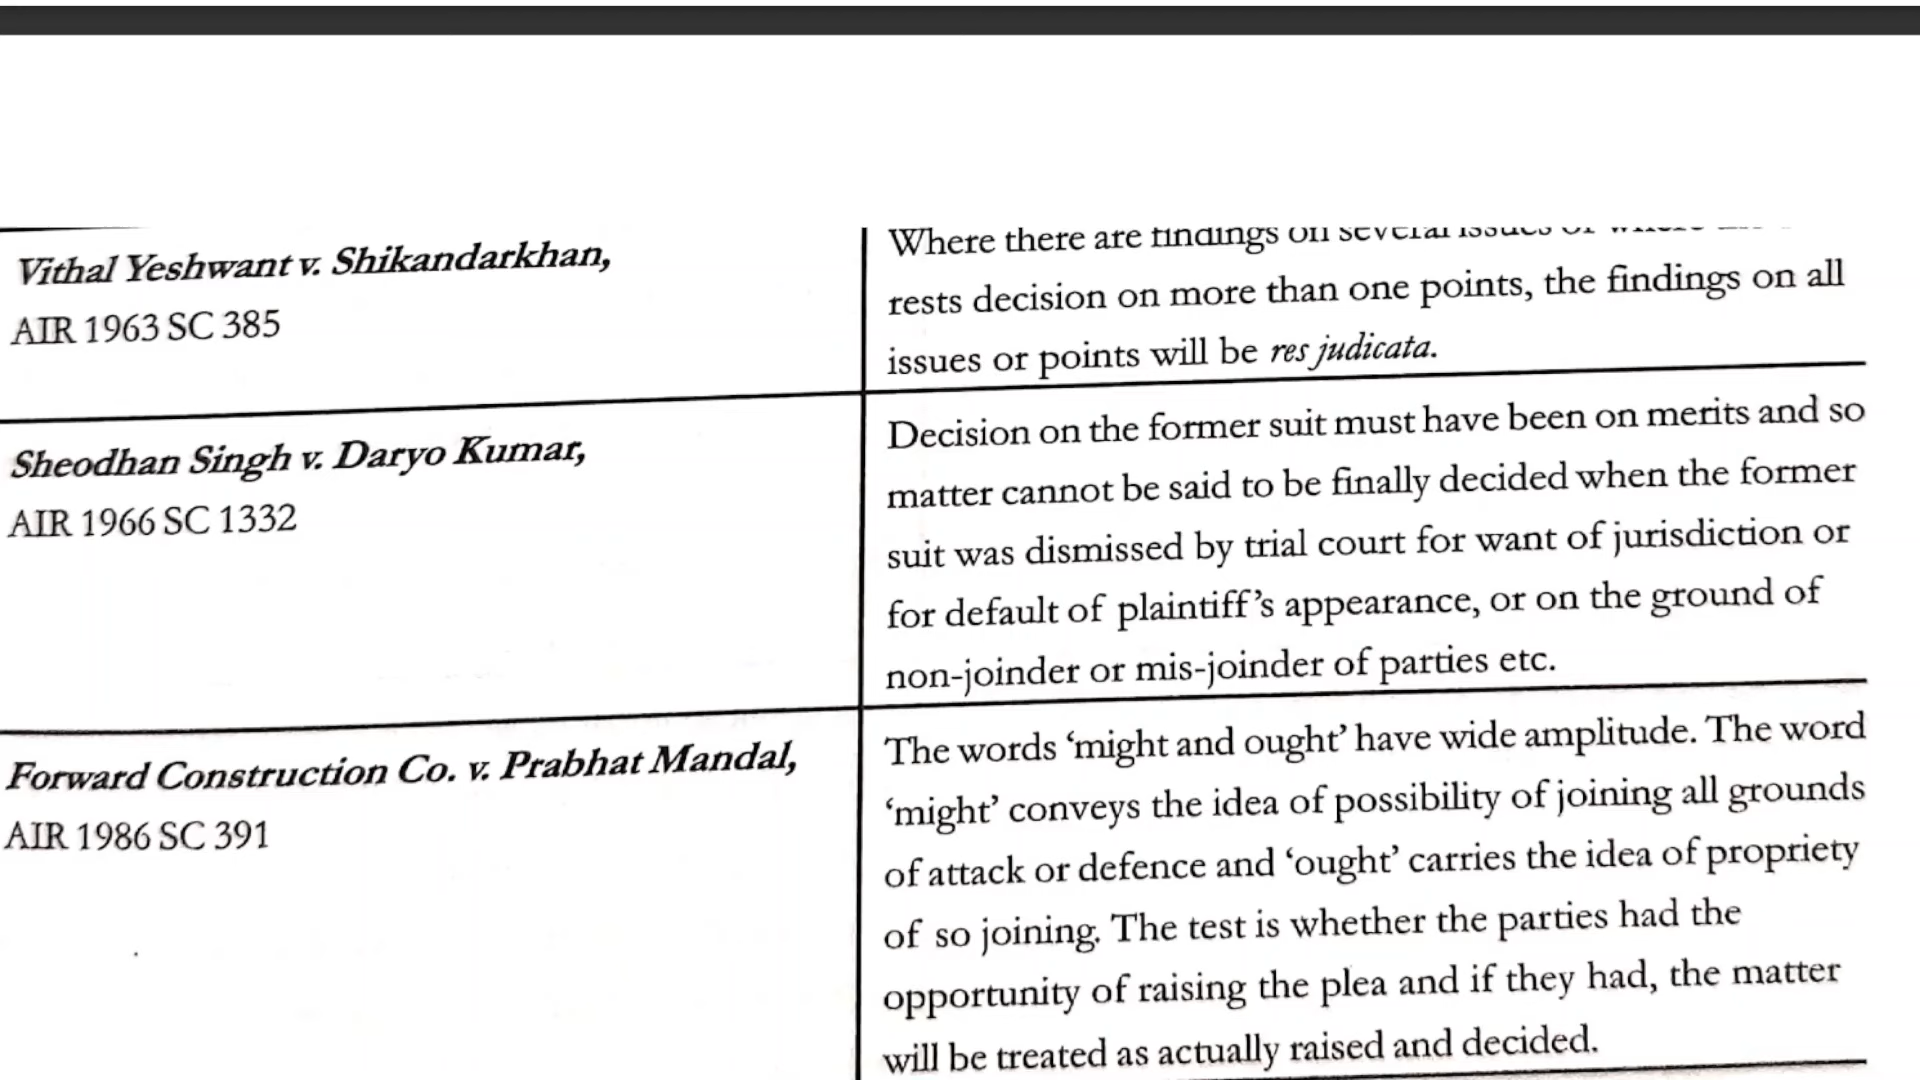 Vithal Yeshwant v. Shikandarkhan,
AIR 1963 SC 385
Where there are findings on several issues or where
rests decision on more than one points, the findings on all
issues or points will be res judicata.
Sheodhan Singh v. Daryo Kumar,
AIR 1966 SC 1332
Decision on the former suit must have been on merits and so
matter cannot be said to be finally decided when the former
suit was dismissed by trial court for want of jurisdiction or
for default of plaintiff's appearance, or on the ground of
non-joinder or mis-joinder of parties etc.
Forward Construction Co. v. Prabhat Mandal,
AIR 1986 SC 391
The words ‘might and ought’ have wide amplitude. The word
‘might’ conveys the idea of possibility of joining all grounds
of attack or defence and ‘ought’ carries the idea of propriety
of so joining. The test is whether the parties had the
opportunity of raising the plea and if they had, the matter
will be treated as actually raised and decided.